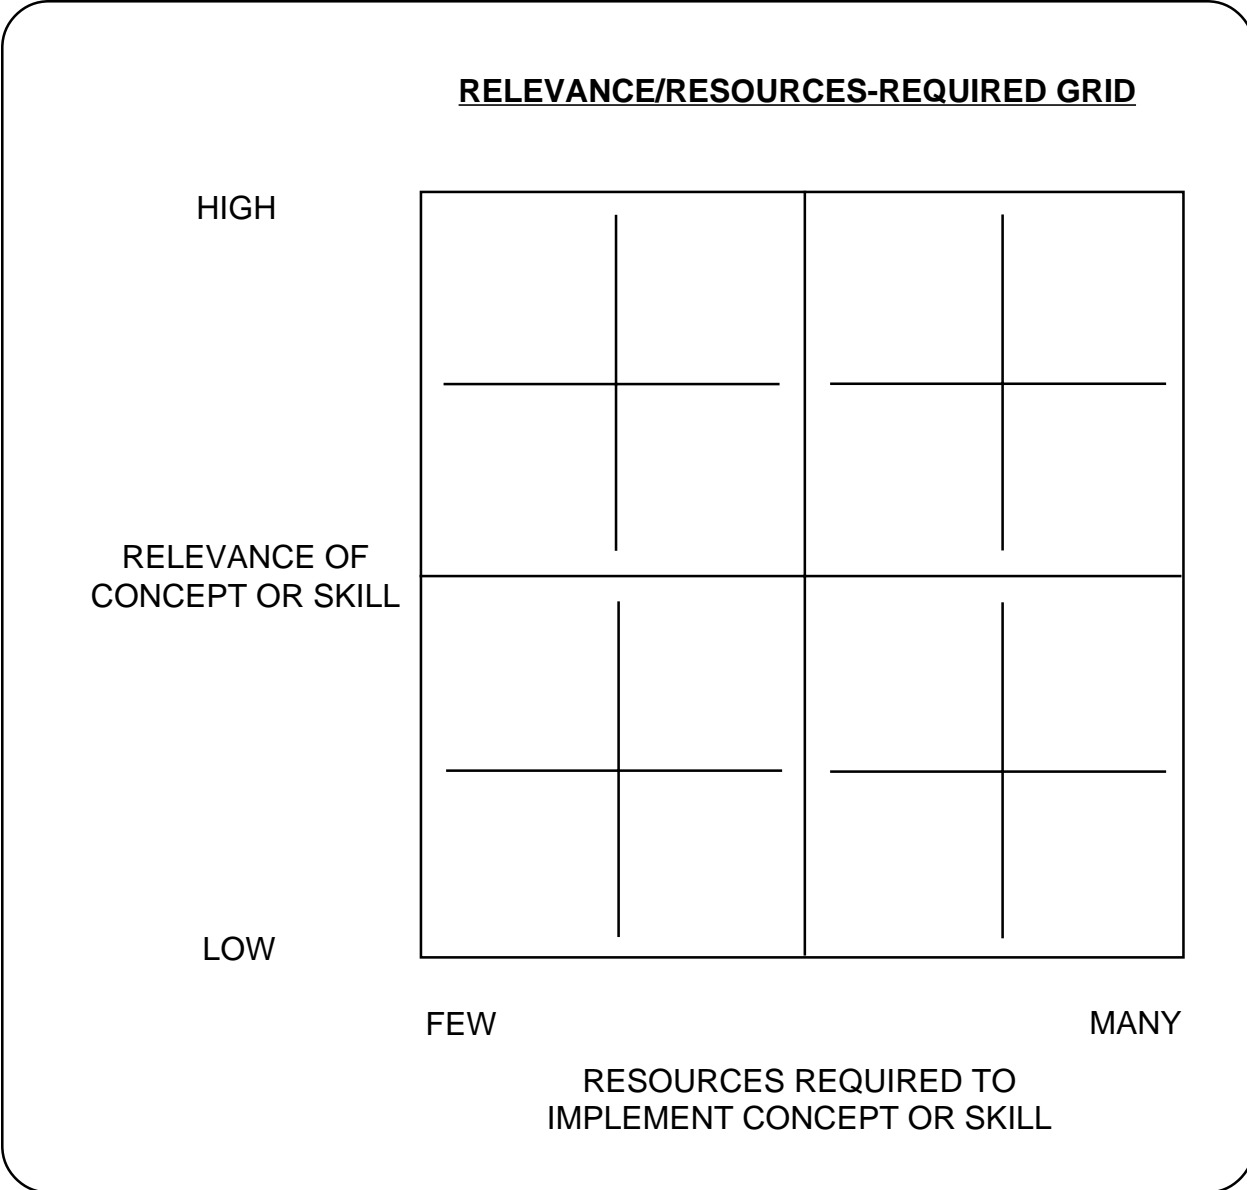 RELEVANCE/RESOURCES-REQUIRED GRID
HIGH
RELEVANCE OF
CONCEPT OR SKILL
LOW
FEW
MANY
RESOURCES REQUIRED TO
IMPLEMENT CONCEPT OR SKILL